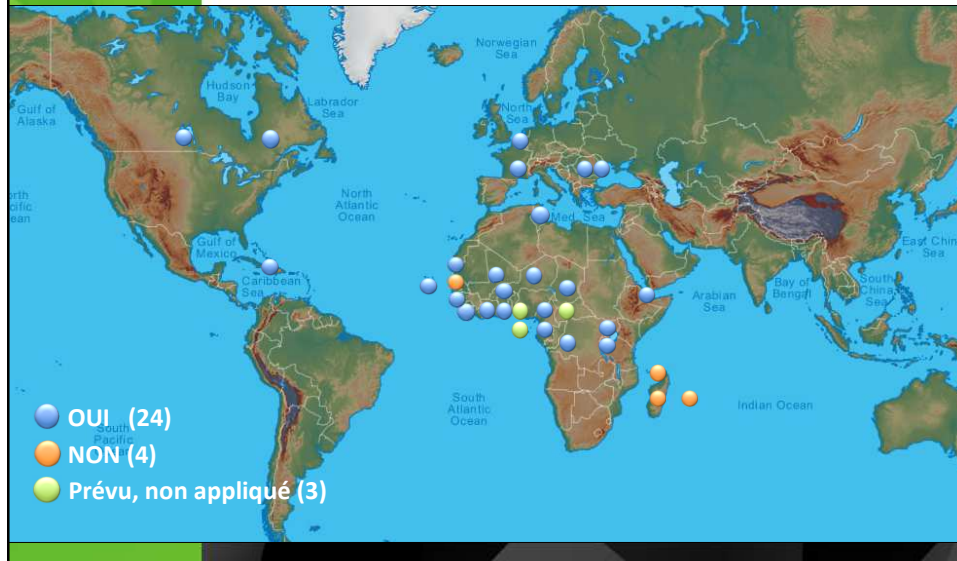 Norwegian
Sea
Hudson
Bay
Labrador
Sea
Gulf of
Alaska
North
Sea
North
Atlantic
Ocean
Med Sea
East Chin
Sea
Gulf of
Mexico
Caribbean
Sea
Arabian
Sea
Bay of
Bengal
South
China
Sea
South
Atlantic
Ocean
Indian Ocean
South
Pacific
OUI (24)
NON (4)
Prévu, non appliqué (3)